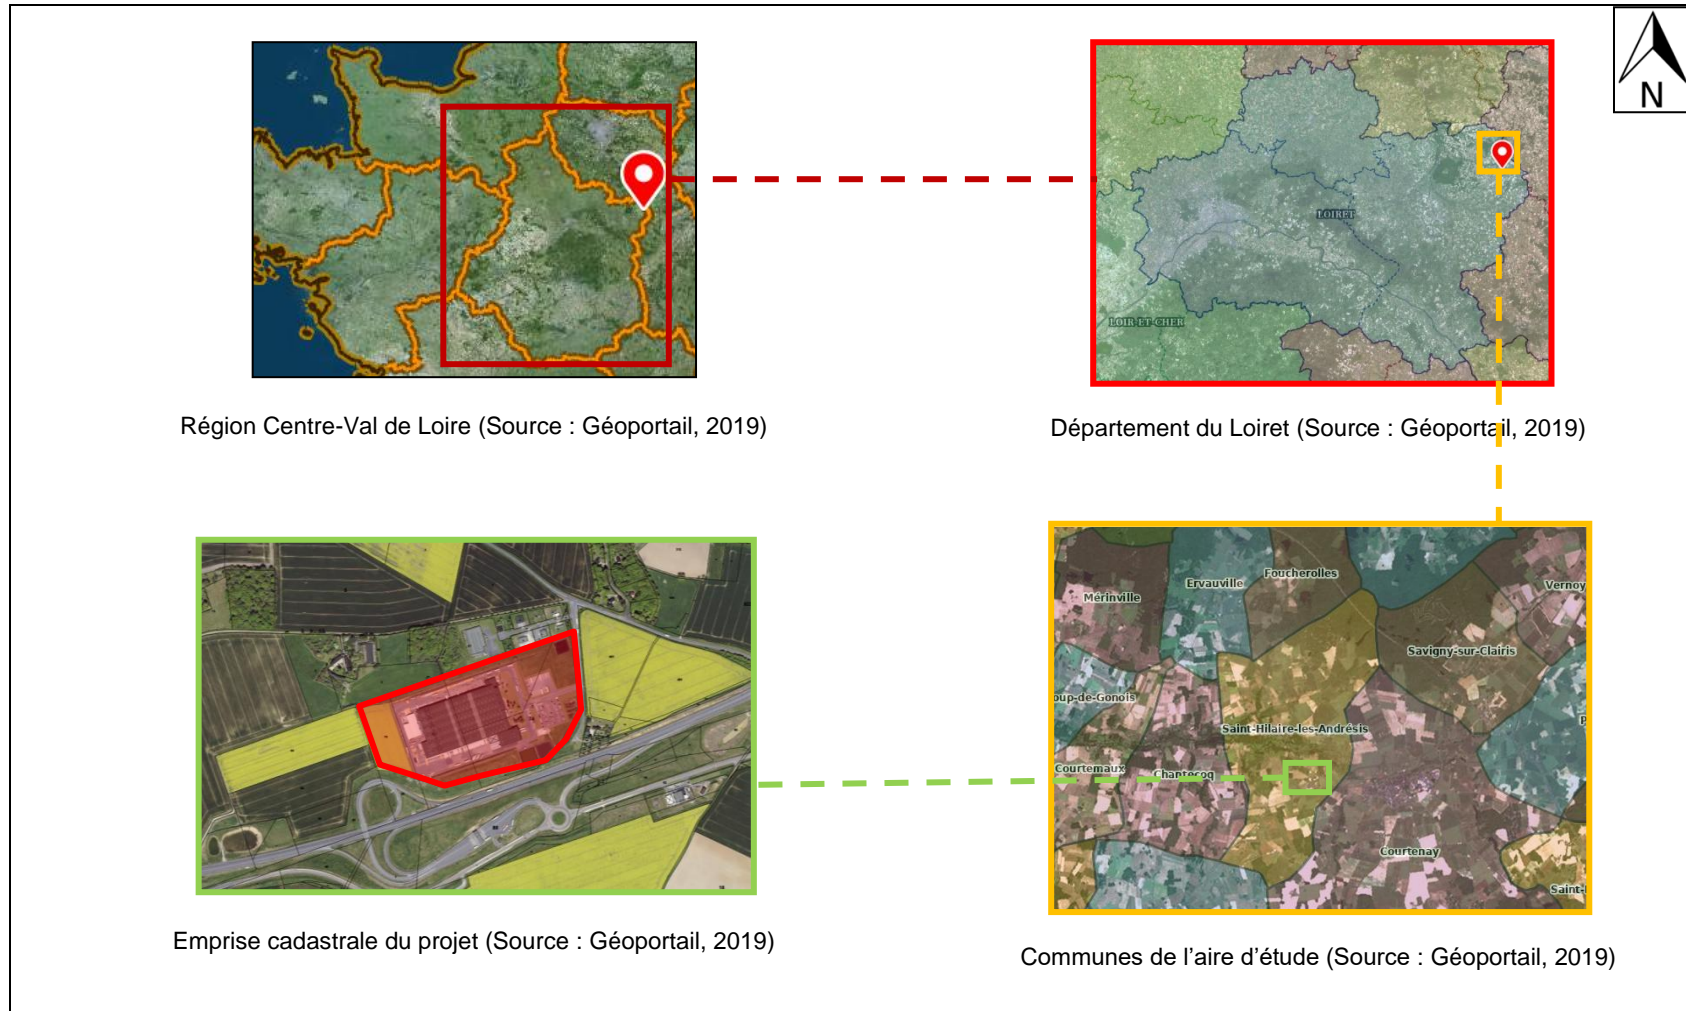 N
LOIRET
LOIR-ET-CHER
Région Centre-Val de Loire (Source : Géoportail, 2019)
Département du Loiret (Source : Géoportail, 2019)
Foucherolles
Ervauville
Vernoy
Mérinville
Savigny-sur-Clairis
oup-de-Gonois
Saint-Hilaire-les-Andrésis
Courtemaux
Chantecoq
Courtenay
Saint-
Emprise cadastrale du projet (Source : Géoportail, 2019)
Communes de l’aire d’étude (Source : Géoportail, 2019)